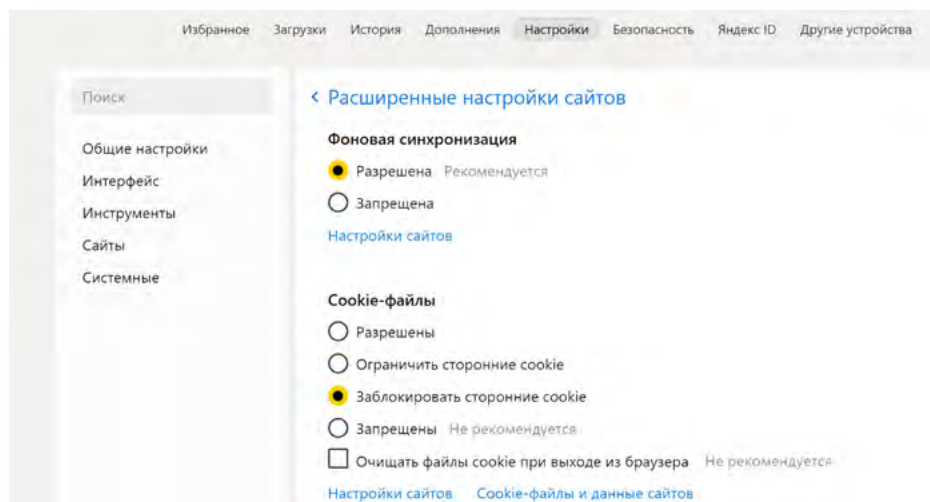 Избранное Загрузки История Дополнения Настройки Безопасность Яндекс ID Другие устройства
Поиск
Общие настройки
Интерфейс
Инструменты
Сайты
Системные
Расширенные настройки сайтов
Фоновая синхронизация
Разрешена Рекомендуется
Запрещена
Настройки сайтов
Cookie-файлы
Разрешены
Ограничить сторонние cookie
Заблокировать сторонние cookie
Запрещены Не рекомендуется
Очищать файлы cookie при выходе из браузера Не рекомендуется
Настройки сайтов Cookie-файлы и данные сайтов